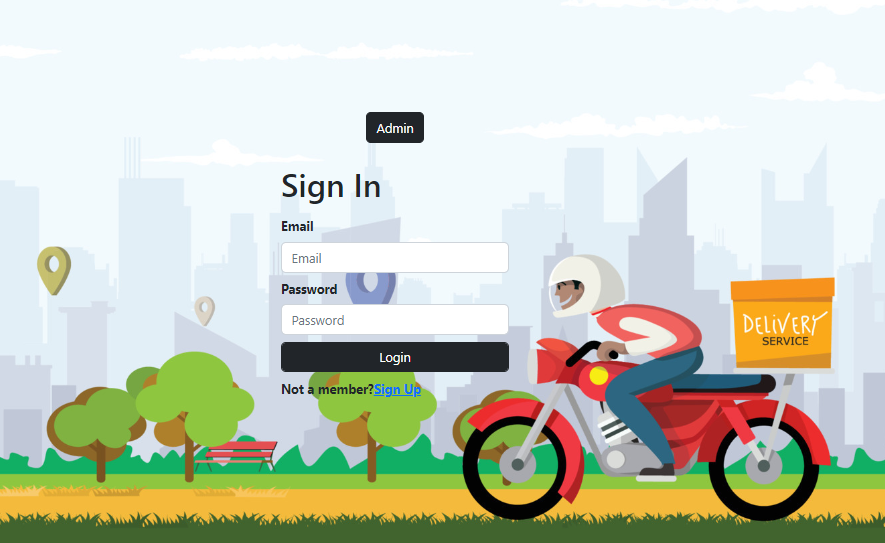 Admin
Sign In
Email
Email
Password
Password
Login
Not a member?Sign Up
DELiVERY
SERVICE